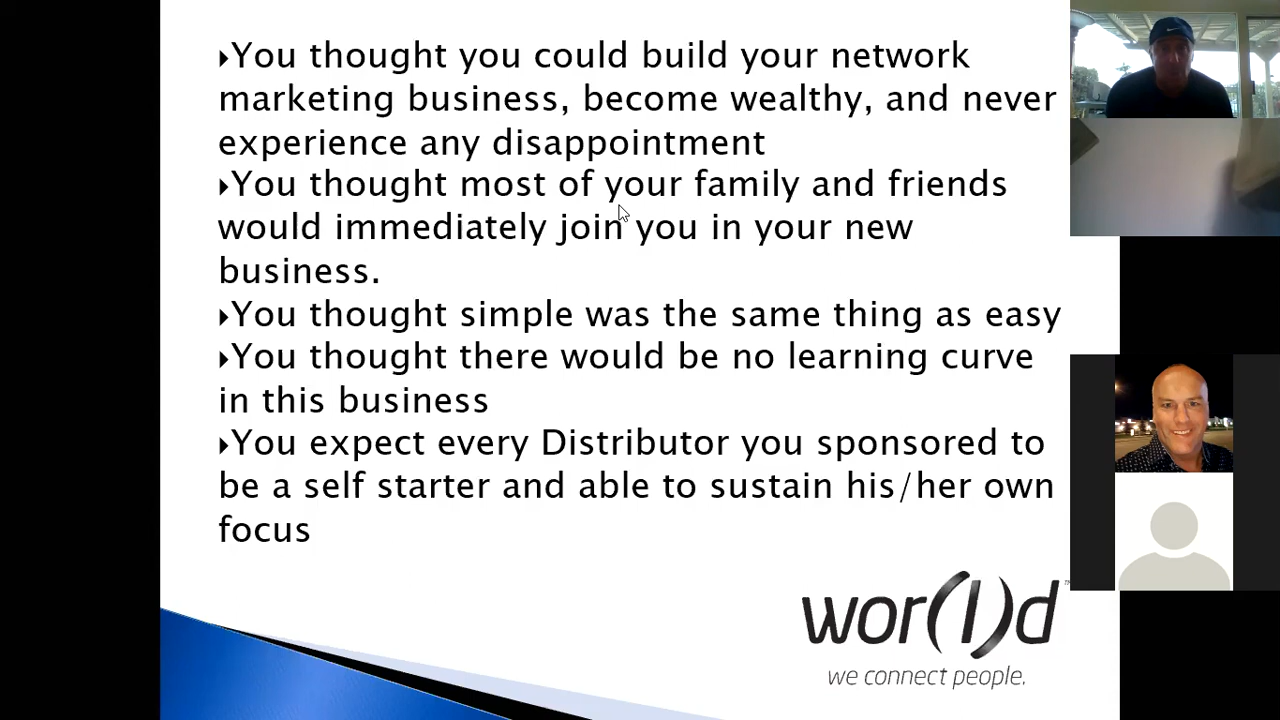 You thought you could build your network
marketing business, become wealthy, and never
experience any disappointment
You thought most of your family and friends
would immediately join you in your new
business.
You thought simple was the same thing as easy
You thought there would be no learning curve
in this business
You expect every Distributor you sponsored to
be a self starter and able to sustain his/her own
focus
wor(l)d ™
we connect people.